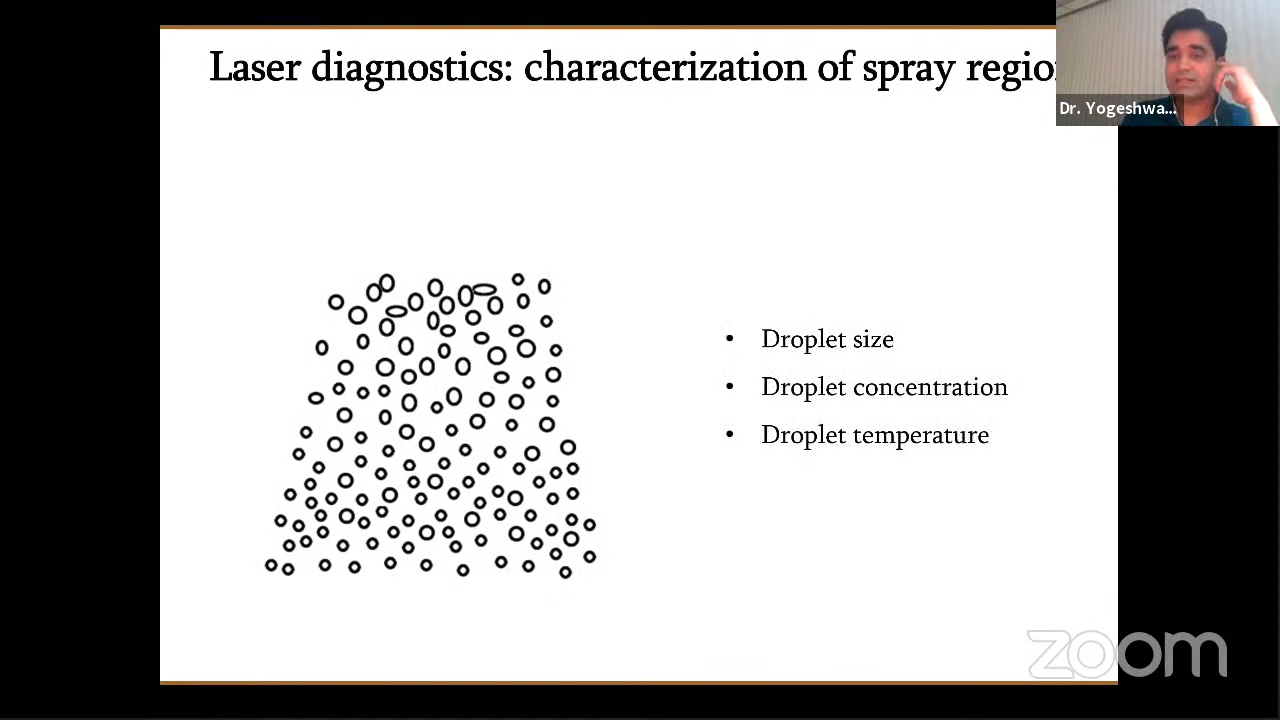 Laser diagnostics: characterization of spray regio
Dr. Yogeshwa...
• Droplet size
• Droplet concentration
• Droplet temperature
zoom